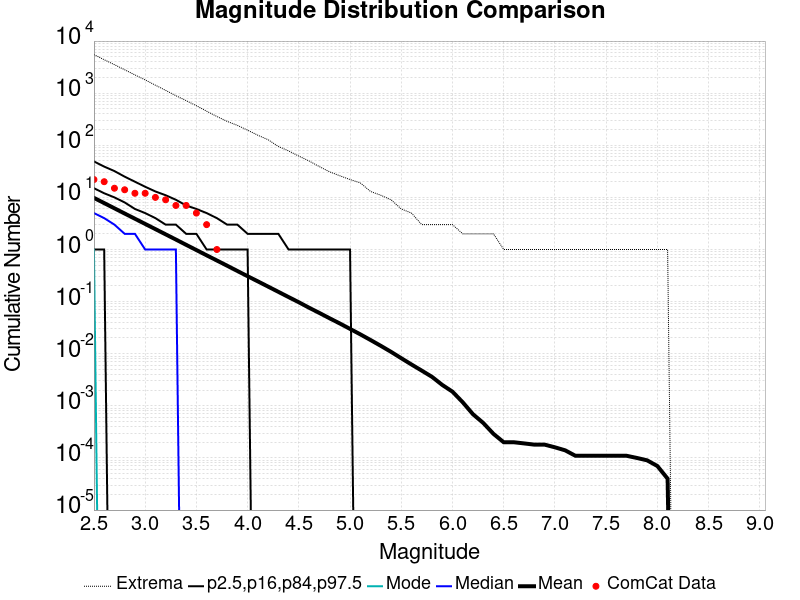 Magnitude Distribution Comparison
10^4
10^3
10^2
10^1
10^0
10^-1
10^-2
10^-3
10^-4
10^-5
Cumulative Number
2.5 3.0 3.5 4.0 4.5 5.0 5.5 6.0 6.5 7.0 7.5 8.0 8.5 9.0
Magnitude
Extrema p2.5,p16,p84,p97.5 Mode Median Mean ComCat Data